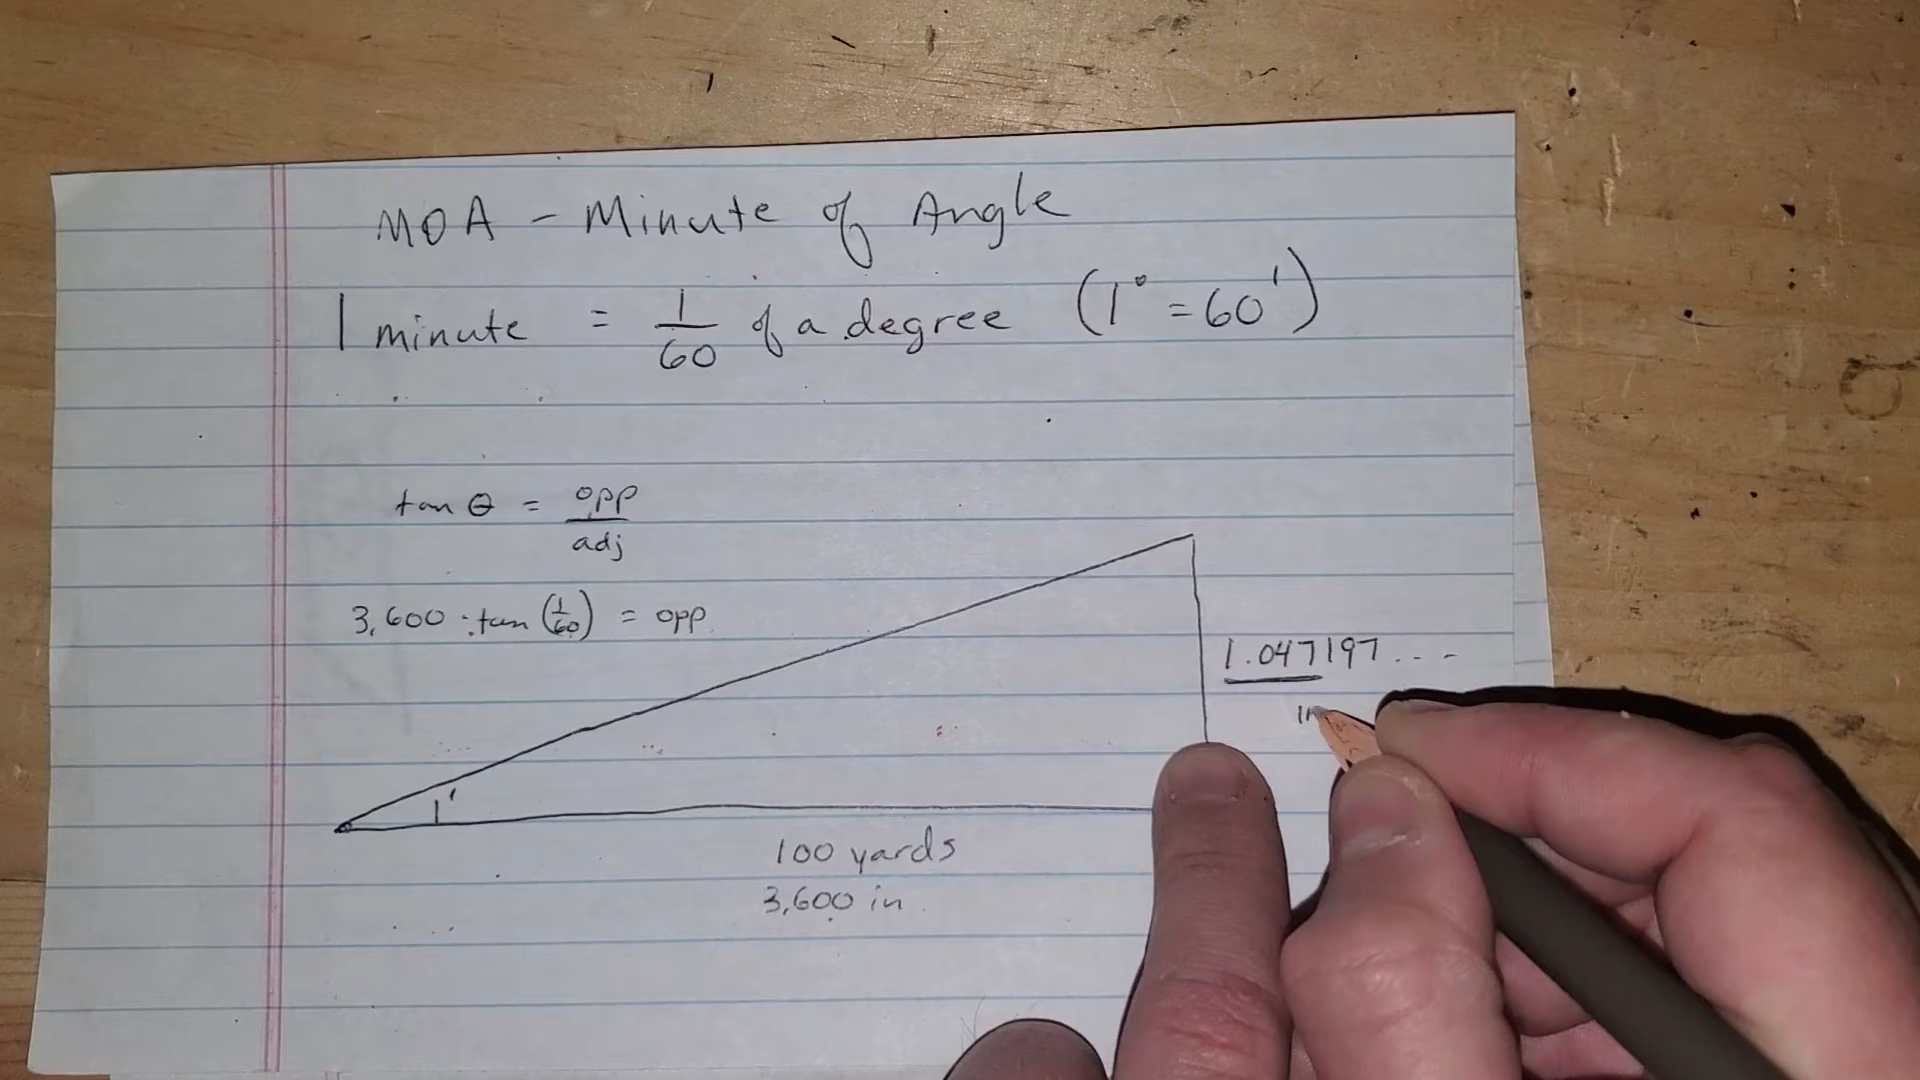 MOA - Minute of Angle
1 minute = 1/60 of a degree (1° = 60')
tan θ = opp/adj
3,600 · tan (1/60) = opp
1.047197...
in
1'
100 yards
3,600 in